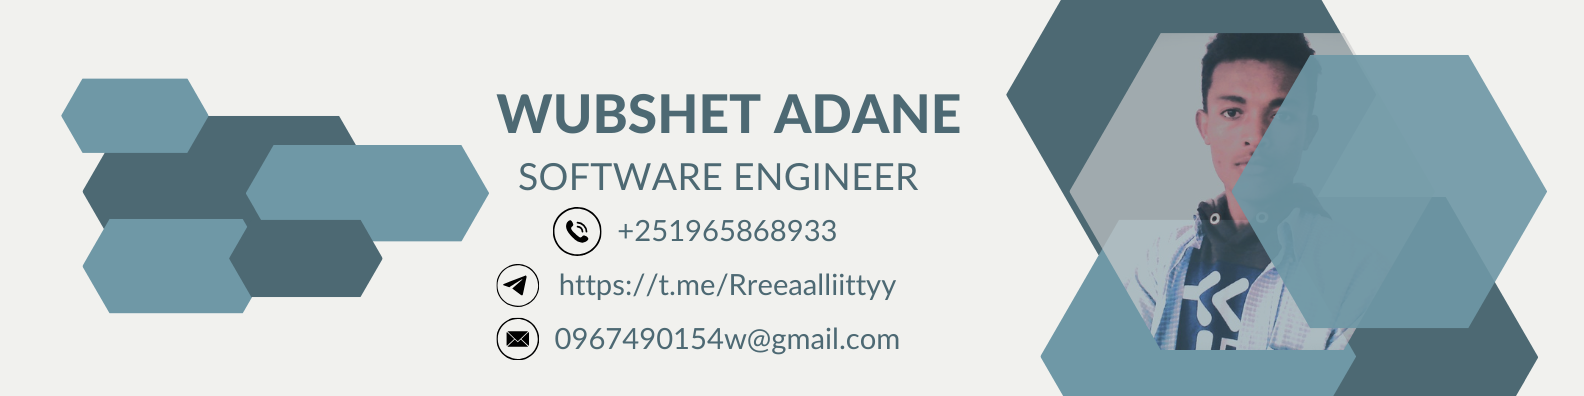 WUBSHET ADANE
SOFTWARE ENGINEER
+251965868933
https://t.me/Rreeaalliittyy
0967490154w@gmail.com